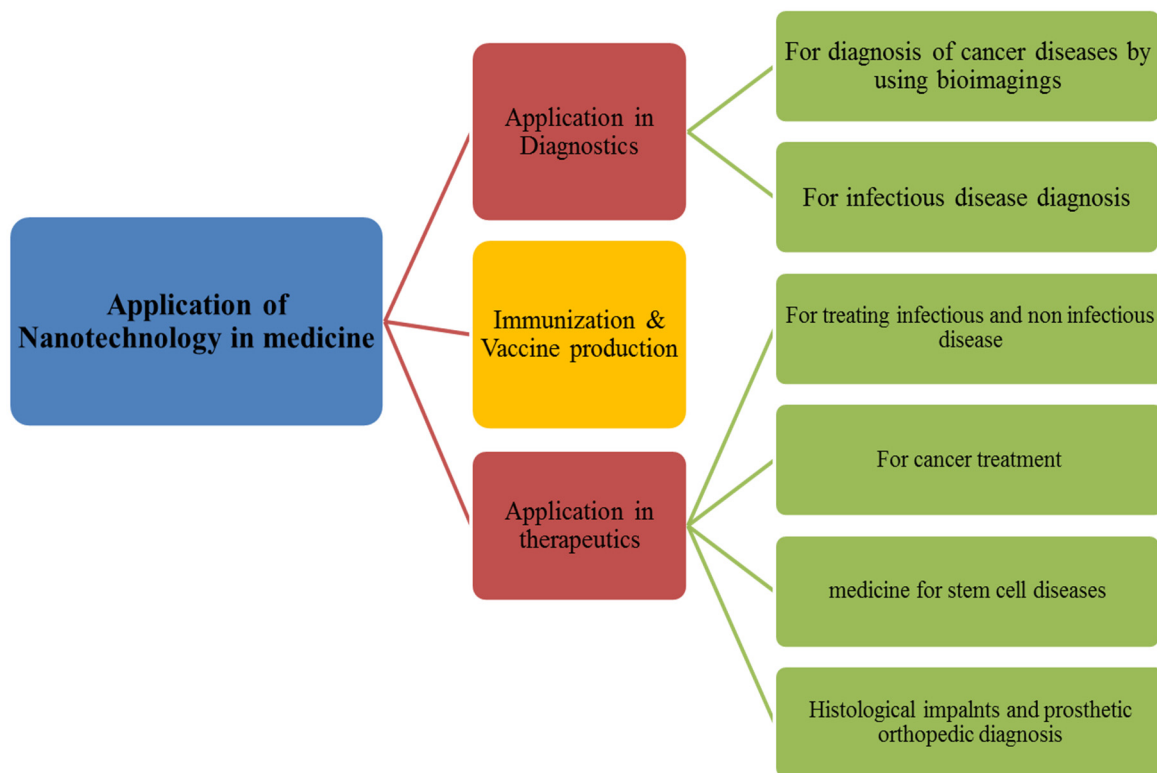 Application of
Nanotechnology in medicine
Application in
Diagnostics
Immunization &
Vaccine production
Application in
therapeutics
For diagnosis of cancer diseases by
using bioimagings
For infectious disease diagnosis
For treating infectious and non infectious
disease
For cancer treatment
medicine for stem cell diseases
Histological impalnts and prosthetic
orthopedic diagnosis